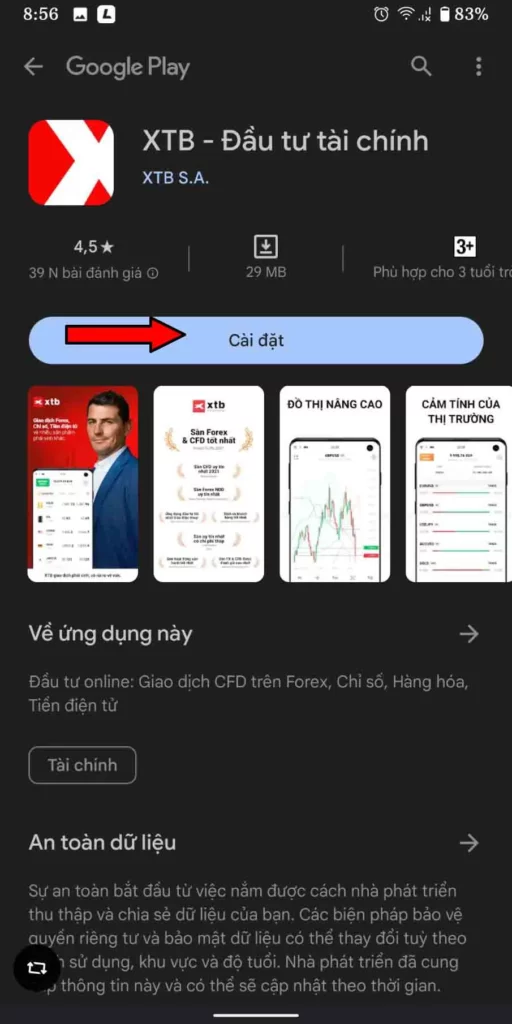 8:56
83%
Google Play
XTB - Đầu tư tài chính
XTB S.A.
4,5★
39 N bài đánh giá
29 MB
3+
Phù hợp cho 3 tuổi trở
Cài đặt
xtb
Giao dịch Forex,
Chỉ số, Tiền điện tử
xtb
Sàn Forex
& CFD tốt nhất
ĐỒ THỊ NÂNG CAO
CẢM TÍNH CỦA
THỊ TRƯỜNG
Về ứng dụng này
Đầu tư online: Giao dịch CFD trên Forex, Chỉ số, Hàng hóa,
Tiền điện tử
Tài chính
An toàn dữ liệu
Sự an toàn bắt đầu từ việc nắm được cách nhà phát triển
thu thập và chia sẻ dữ liệu của bạn. Các biện pháp bảo vệ
quyền riêng tư và bảo mật dữ liệu có thể thay đổi tuỳ theo
sử dụng, khu vực và độ tuổi. Nhà phát triển đã cung
thông tin này và có thể sẽ cập nhật theo thời gian.